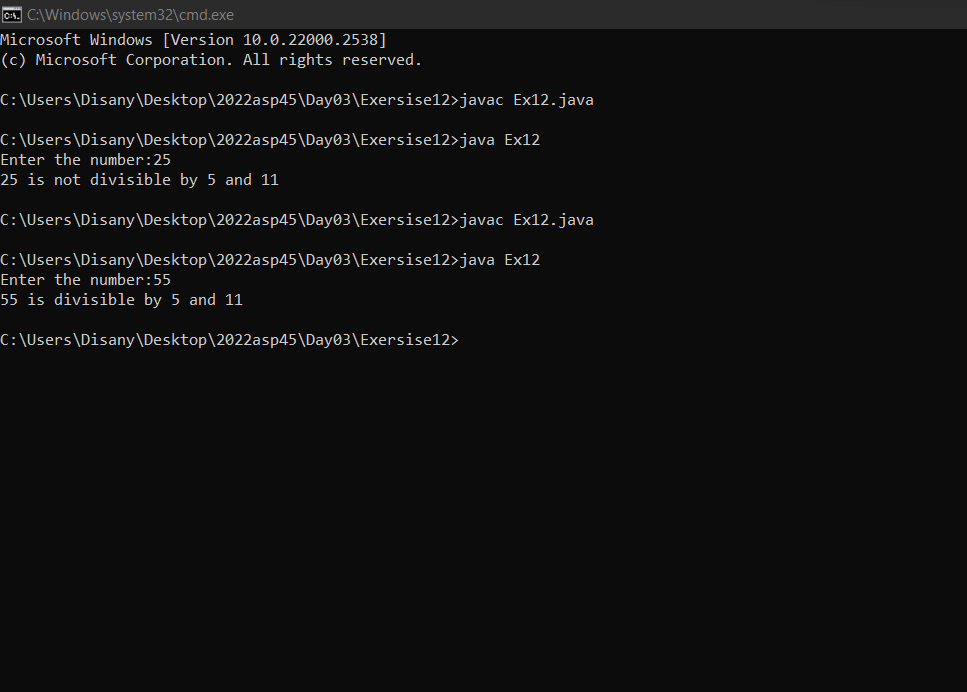 C:\Windows\system32\cmd.exe
Microsoft Windows [Version 10.0.22000.2538]
(c) Microsoft Corporation. All rights reserved.
C:\Users\Disany\Desktop\2022asp45\Day03\Exersise12>javac Ex12.java
C:\Users\Disany\Desktop\2022asp45\Day03\Exersise12>java Ex12
Enter the number:25
25 is not divisible by 5 and 11
C:\Users\Disany\Desktop\2022asp45\Day03\Exersise12>javac Ex12.java
C:\Users\Disany\Desktop\2022asp45\Day03\Exersise12>java Ex12
Enter the number:55
55 is divisible by 5 and 11
C:\Users\Disany\Desktop\2022asp45\Day03\Exersise12>